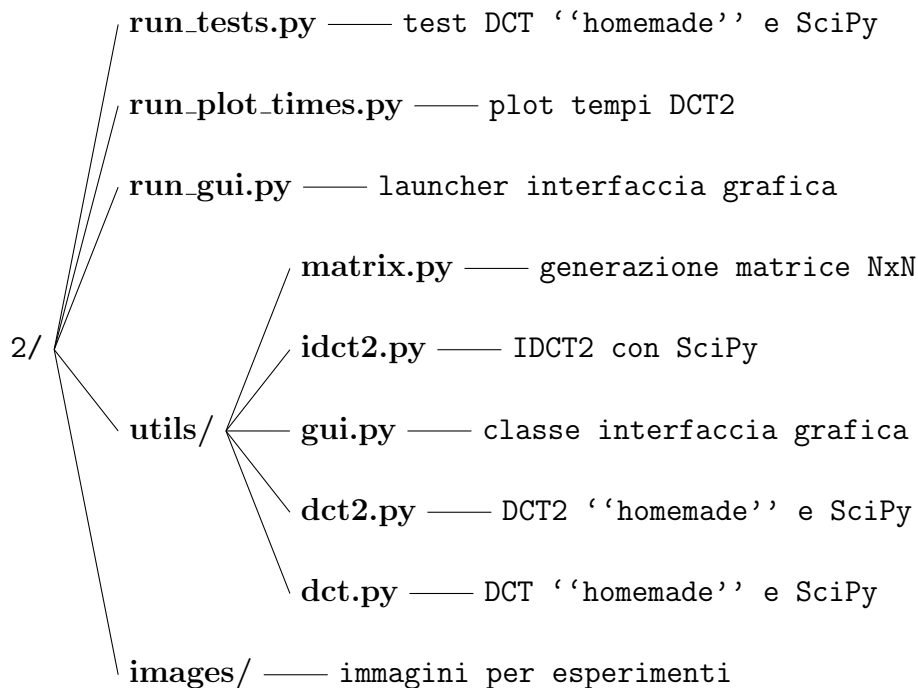 run_tests.py test DCT ‘‘homemade’’ e SciPy
run_plot_times.py plot tempi DCT2
run_gui.py launcher interfaccia grafica
matrix.py generazione matrice NxN
2/ idct2.py IDCT2 con SciPy
utils/ gui.py classe interfaccia grafica
dct2.py DCT2 ‘‘homemade’’ e SciPy
dct.py DCT ‘‘homemade’’ e SciPy
images/ immagini per esperimenti